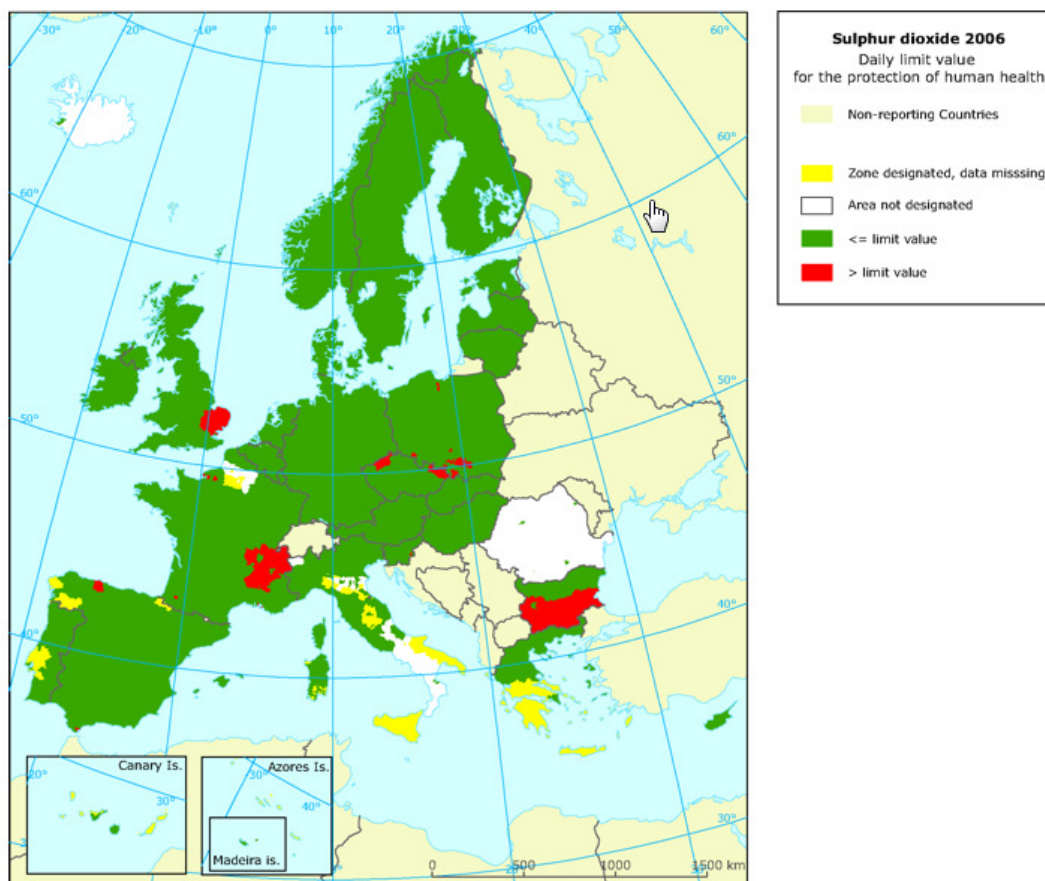 -30°
-20°
-10°
0°
10°
20°
30°
40°
50°
60°
60°
60°
50°
50°
40°
40°
Canary Is.
20°
30°
Azores Is.
-30°
40°
Madeira is.
30°
0
500
1000
1500 km
Sulphur dioxide 2006
Daily limit value
for the protection of human health
Non-reporting Countries
Zone designated, data misssing
Area not designated
<= limit value
> limit value